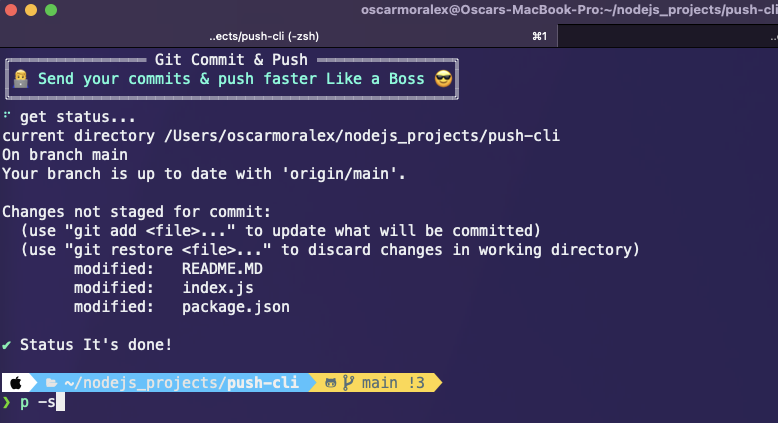 oscarmoralex@Oscars-MacBook-Pro:~/nodejs_projects/push-cli
..ects/push-cli (-zsh) ⌘1
Git Commit & Push
Send your commits & push faster Like a Boss 😎
get status...
current directory /Users/oscarmoralex/nodejs_projects/push-cli
On branch main
Your branch is up to date with 'origin/main'.
Changes not staged for commit:
(use "git add <file>..." to update what will be committed)
(use "git restore <file>..." to discard changes in working directory)
modified: README.MD
modified: index.js
modified: package.json
✔ Status It's done!
~/nodejs_projects/push-cli main !3
❯ p -s